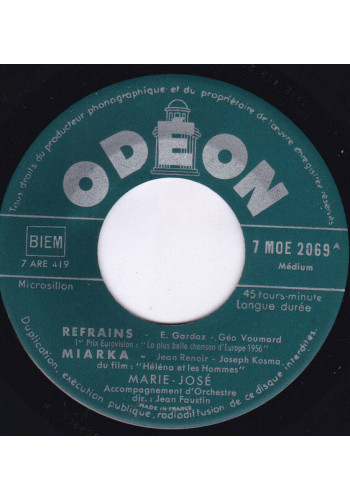 Tous droits du producteur phonographique et du propriétaire de l'œuvre enregistrée réservés
ODEON
BIEM
7 ARE 419
7 MOE 2069 A
Médium
Microsillon
45 tours-minute
Longue durée
REFRAINS - E. Gardaz - Géo Voumard
1er Prix Eurovision : "La plus belle chanson d'Europe 1956"
MIARKA - Jean Renoir - Joseph Kosma
du film : "Héléna et les Hommes"
MARIE-JOSÉ
Accompagnement d'Orchestre
dir. : Jean Faustin
MADE IN FRANCE
Duplication, exécution publique, radiodiffusion de ce disque interdites.